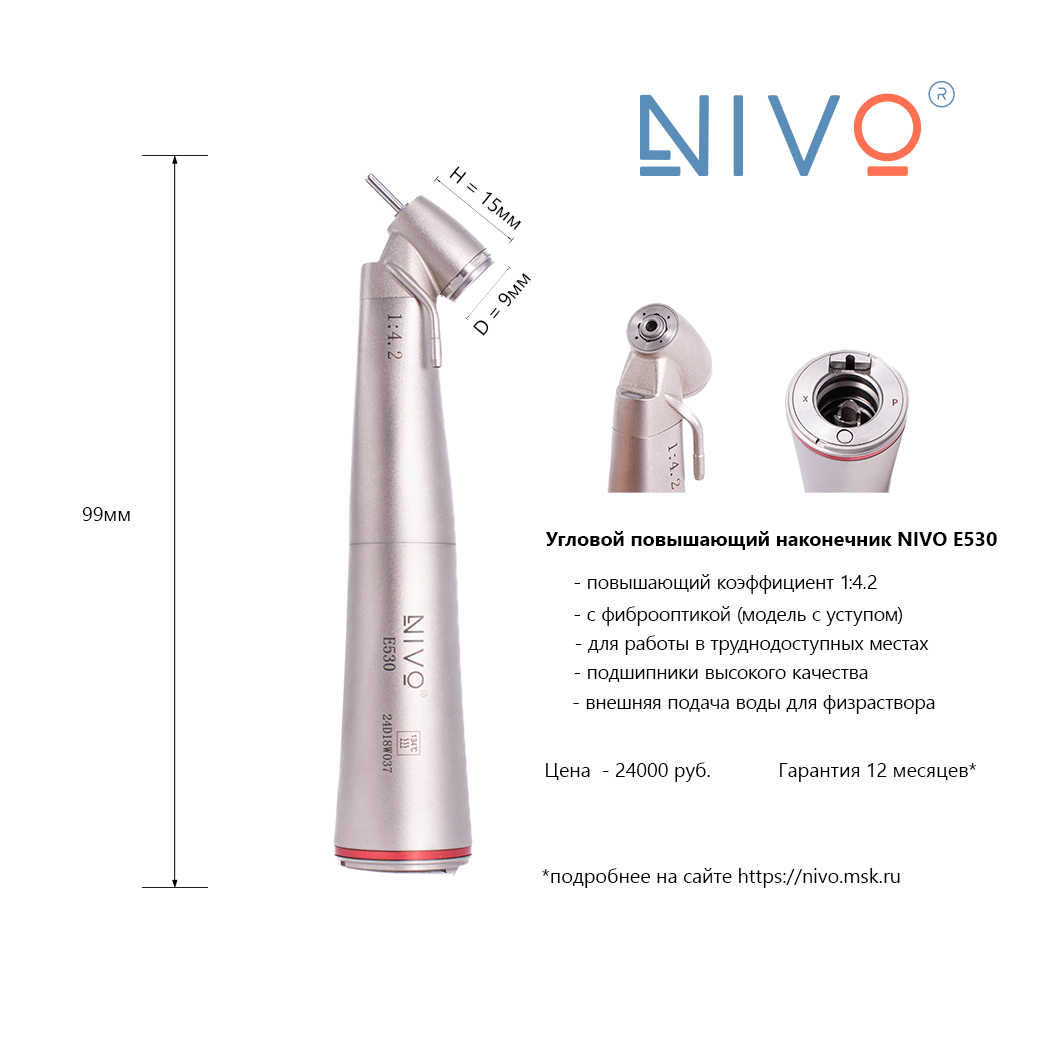 NIVO®
H = 15мм
D = 9мм
1:4.2
99мм
1:4.2
X P
Угловой повышающий наконечник NIVO E530
- повышающий коэффициент 1:4.2
- с фиброоптикой (модель с уступом)
- для работы в труднодоступных местах
- подшипники высокого качества
- внешняя подача воды для физраствора
NIVO®
E530
134℃
24D18W037
Цена - 24000 руб. Гарантия 12 месяцев*
*подробнее на сайте https://nivo.msk.ru